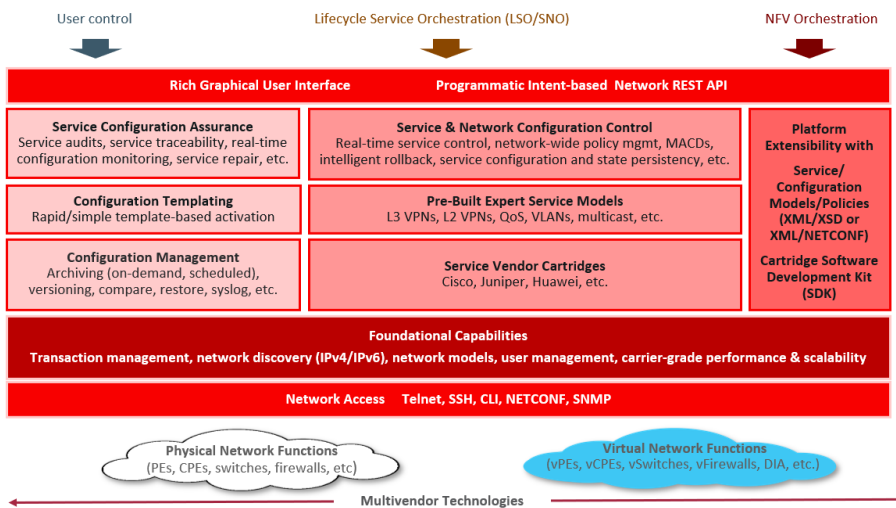 User control
Lifecycle Service Orchestration (LSO/SNO)
NFV Orchestration
Rich Graphical User Interface
Programmatic Intent-based Network REST API
Service Configuration Assurance
Service audits, service traceability, real-time
configuration monitoring, service repair, etc.
Service & Network Configuration Control
Real-time service control, network-wide policy mgmt, MACDs,
intelligent rollback, service configuration and state persistency, etc.
Platform
Extensibility with
Service/
Configuration
Models/Policies
(XML/XSD or
XML/NETCONF)
Cartridge Software
Development Kit
(SDK)
Configuration Templating
Rapid/simple template-based activation
Pre-Built Expert Service Models
L3 VPNs, L2 VPNs, QoS, VLANs, multicast, etc.
Configuration Management
Archiving (on-demand, scheduled),
versioning, compare, restore, syslog, etc.
Service Vendor Cartridges
Cisco, Juniper, Huawei, etc.
Foundational Capabilities
Transaction management, network discovery (IPv4/IPv6), network models, user management, carrier-grade performance & scalability
Network Access Telnet, SSH, CLI, NETCONF, SNMP
Physical Network Functions
(PEs, CPEs, switches, firewalls, etc)
Virtual Network Functions
(vPEs, vCPEs, vSwitches, vFirewalls, DIA, etc.)
Multivendor Technologies